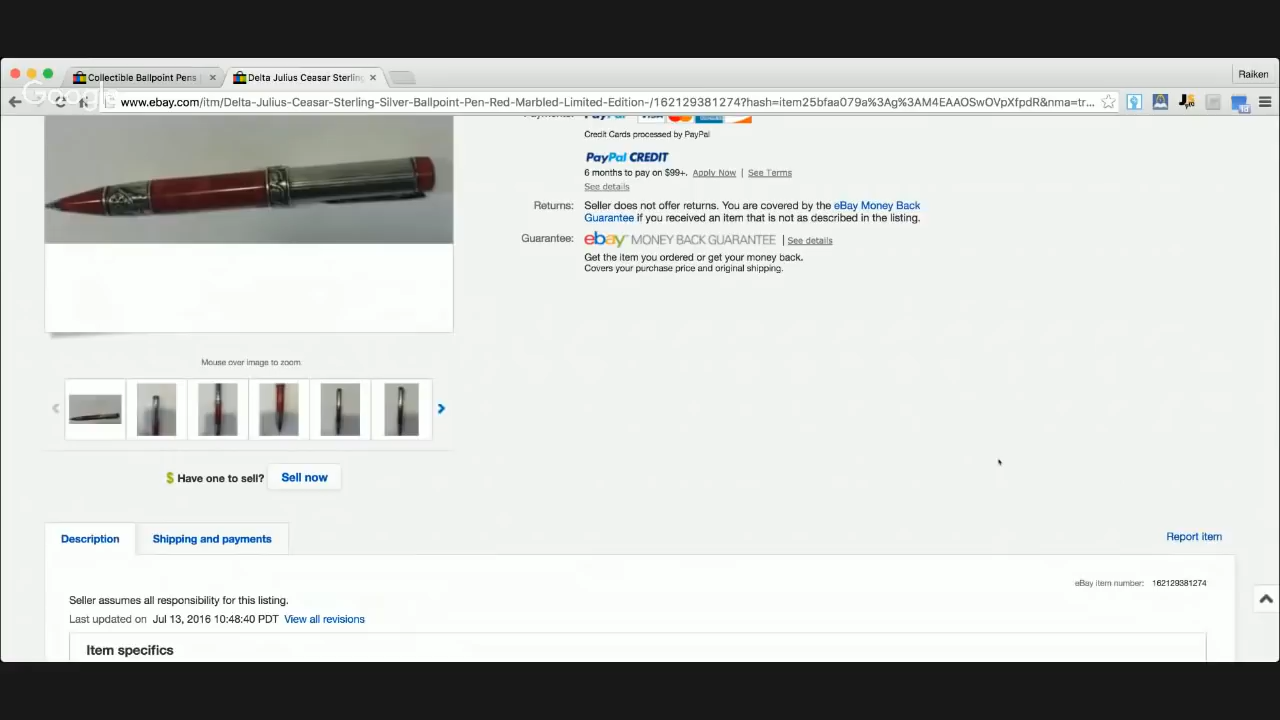 Collectible Ballpoint Pens
Delta Julius Ceasar Sterling
Raiken
Google
www.ebay.com/itm/Delta-Julius-Ceasar-Sterling-Silver-Ballpoint-Pen-Red-Marbled-Limited-Edition-/162129381274?hash=item25bfaa079a%3Ag%3AM4EAAOSwOVpXfpdR&nma=tr...
Payments: PayPal VISA
Credit Cards processed by PayPal
PayPal CREDIT
6 months to pay on $99+. Apply Now | See Terms
See details
Returns: Seller does not offer returns. You are covered by the eBay Money Back
Guarantee if you received an item that is not as described in the listing.
Guarantee: ebay MONEY BACK GUARANTEE | See details
Get the item you ordered or get your money back.
Covers your purchase price and original shipping.
Mouse over image to zoom
$ Have one to sell? Sell now
Description
Shipping and payments
Report item
eBay item number: 162129381274
Seller assumes all responsibility for this listing.
Last updated on Jul 13, 2016 10:48:40 PDT View all revisions
Item specifics